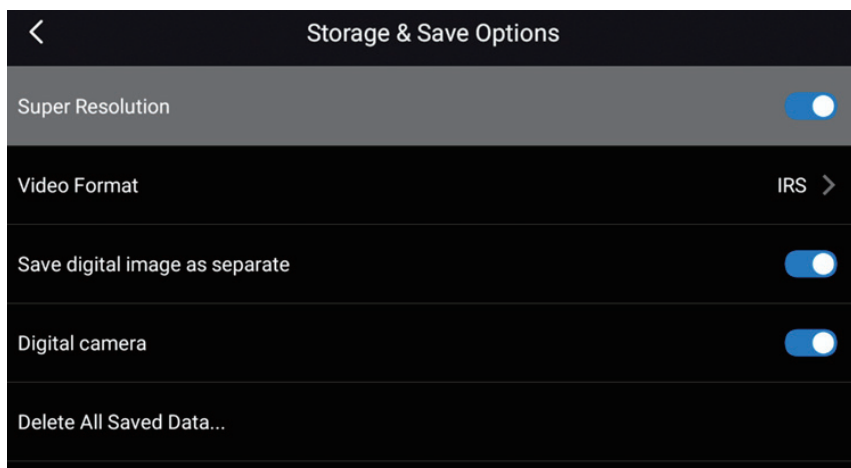 Storage & Save Options
Super Resolution
Video Format IRS
Save digital image as separate
Digital camera
Delete All Saved Data...